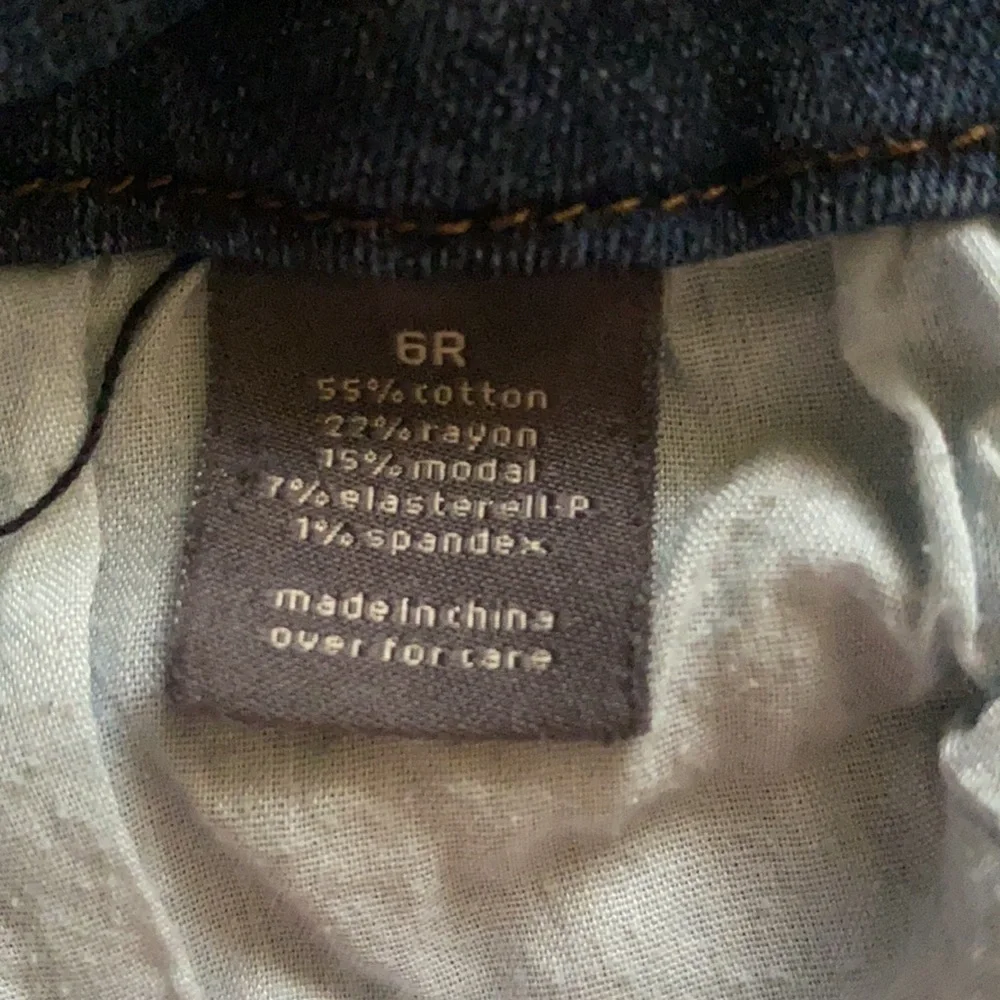 6R
55% cotton
22% rayon
15% modal
7% elasterell-P
1% spandex
made in china
over for care